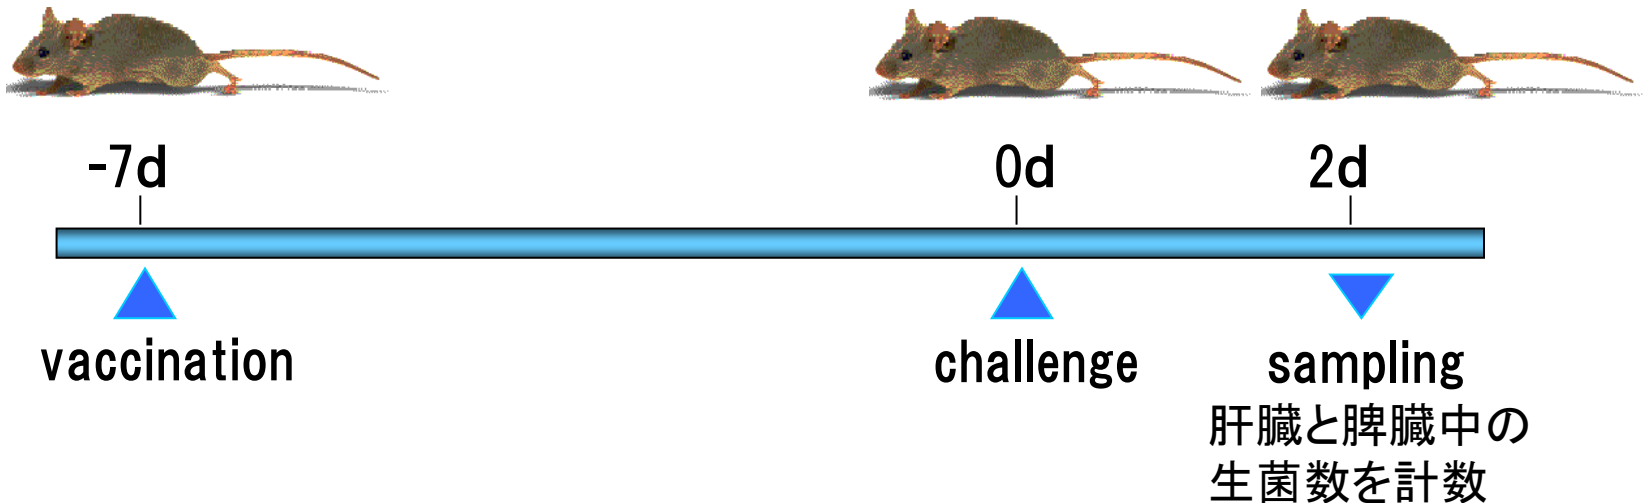 -7d
0d
2d
vaccination
challenge
sampling
肝臓と脾臓中の
生菌数を計数